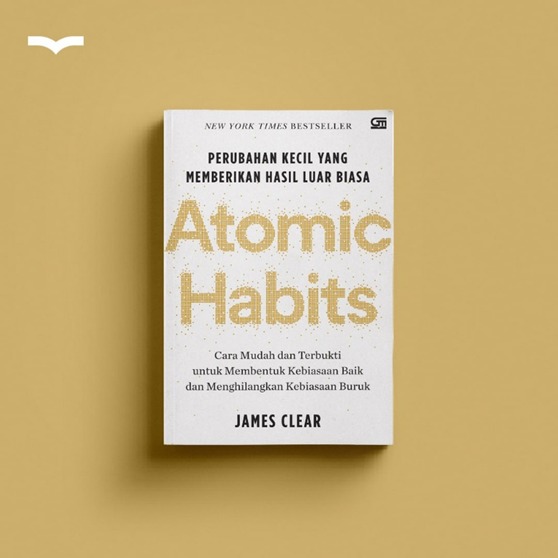 NEW YORK TIMES BESTSELLER
GM
PERUBAHAN KECIL YANG
MEMBERIKAN HASIL LUAR BIASA
Atomic
Habits
Cara Mudah dan Terbukti
untuk Membentuk Kebiasaan Baik
dan Menghilangkan Kebiasaan Buruk
JAMES CLEAR